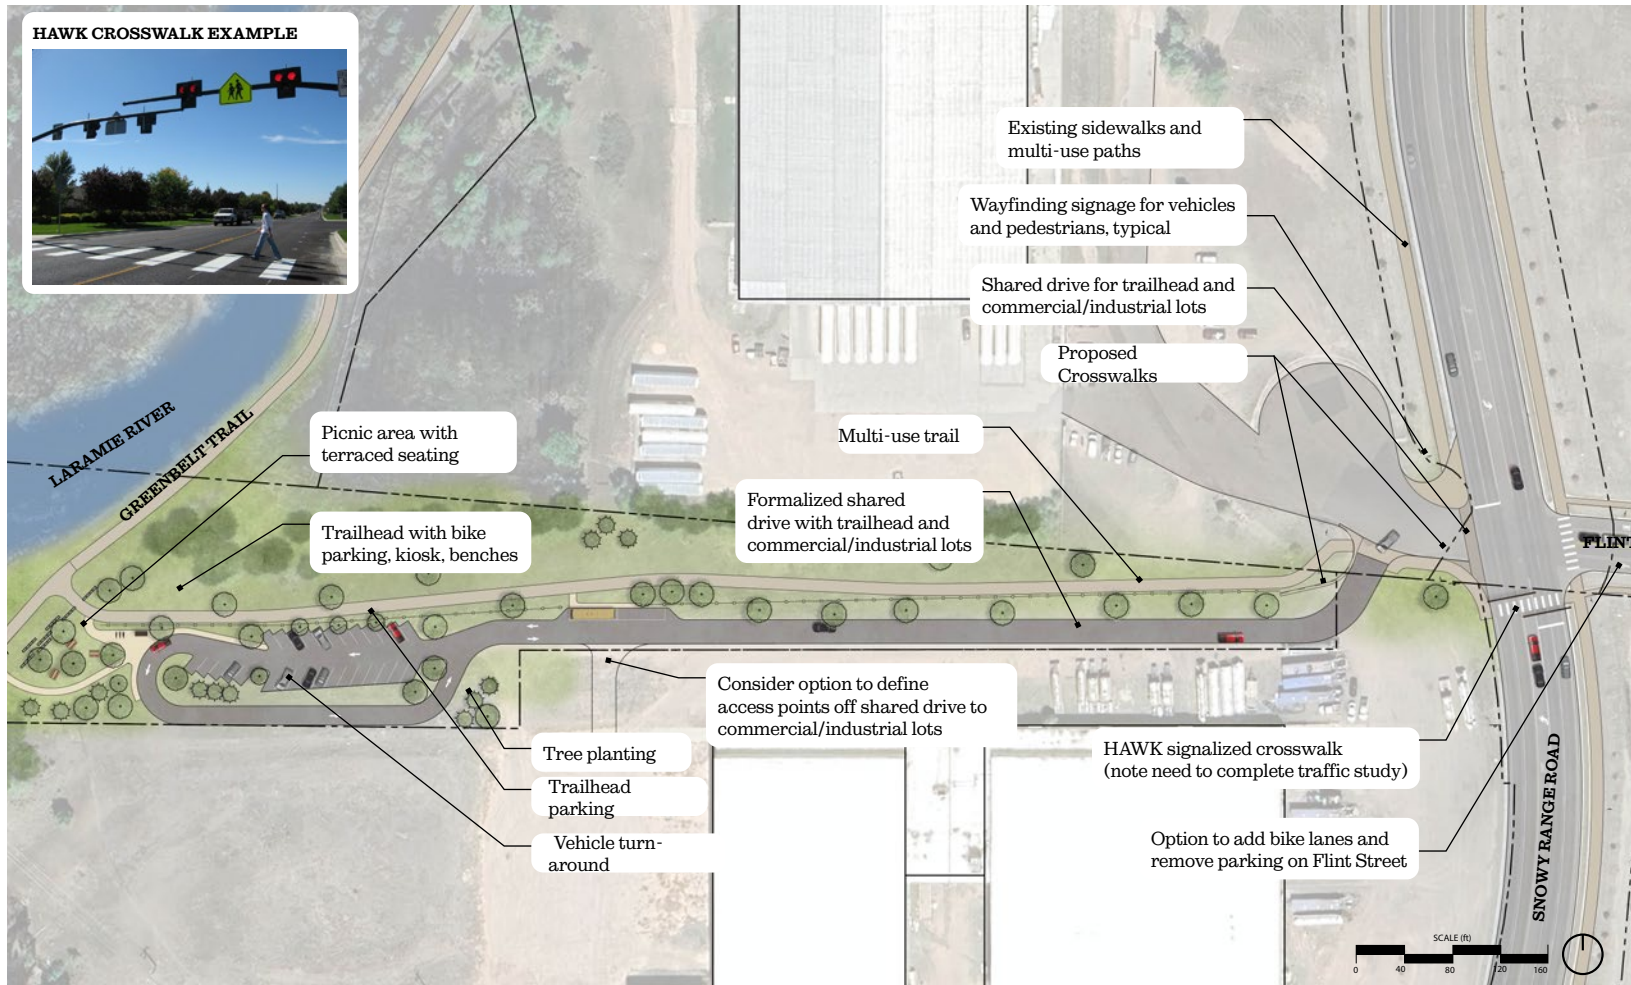 HAWK CROSSWALK EXAMPLE
Existing sidewalks and
multi-use paths
Wayfinding signage for vehicles
and pedestrians, typical
Shared drive for trailhead and
commercial/industrial lots
Proposed
Crosswalks
LARAMIE RIVER
GREENBELT TRAIL
Picnic area with
terraced seating
Multi-use trail
Trailhead with bike
parking, kiosk, benches
Formalized shared
drive with trailhead and
commercial/industrial lots
FLINT
Consider option to define
access points off shared drive to
commercial/industrial lots
Tree planting
Trailhead
parking
Vehicle turn-
around
HAWK signalized crosswalk
(note need to complete traffic study)
Option to add bike lanes and
remove parking on Flint Street
SNOWY RANGE ROAD
SCALE (ft)
0 40 80 120 160